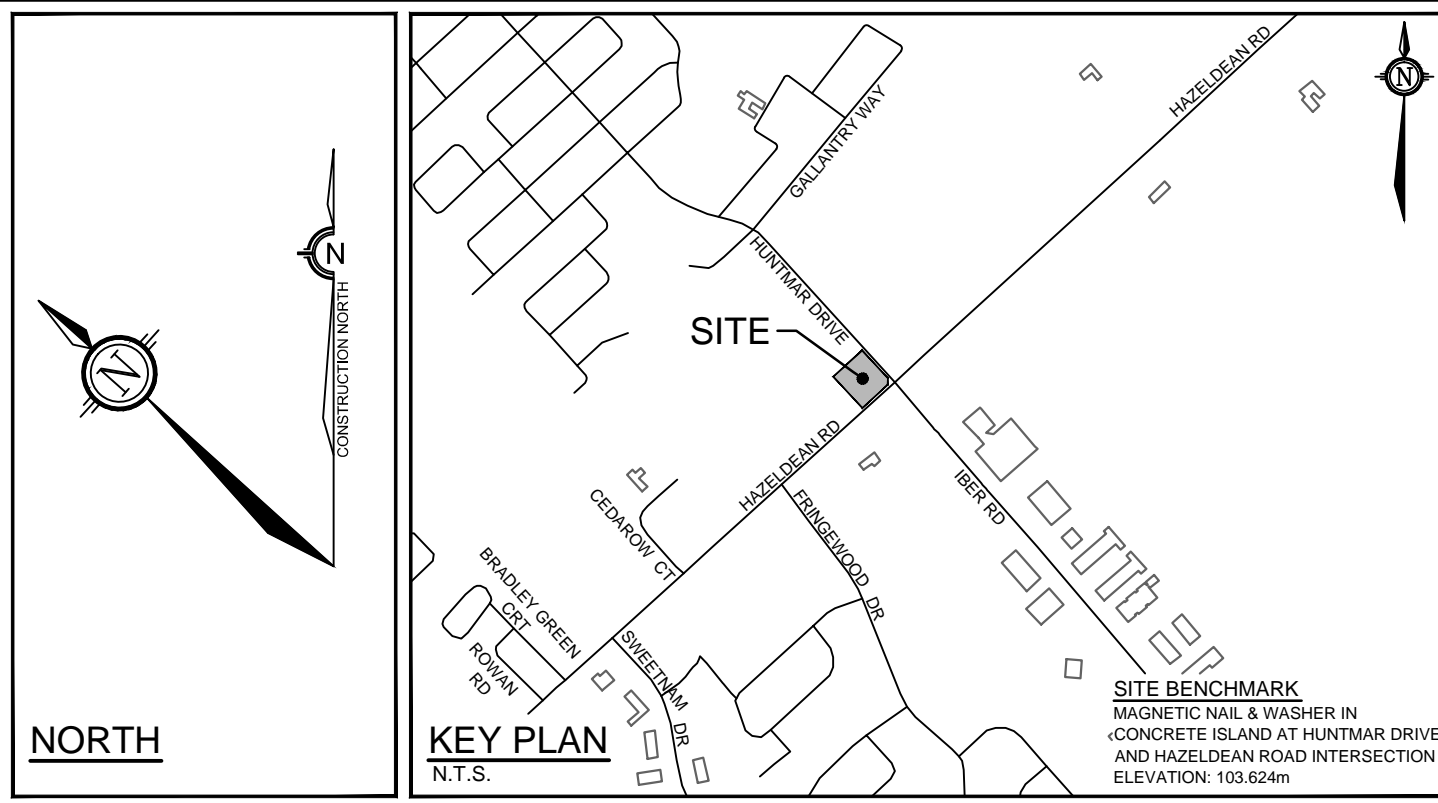 N
N
CONSTRUCTION NORTH
NORTH
HAZELDEAN RD
N
GALLANTRY WAY
HUNTMAR DRIVE
SITE
HAZELDEAN RD
IBER RD
FRINGEWOOD DR
CEDAROW CT
BRADLEY GREEN
CRT
ROWAN
RD
SWEETNAM DR
KEY PLAN
N.T.S.
SITE BENCHMARK
MAGNETIC NAIL & WASHER IN
CONCRETE ISLAND AT HUNTMAR DRIVE
AND HAZELDEAN ROAD INTERSECTION
ELEVATION: 103.624m